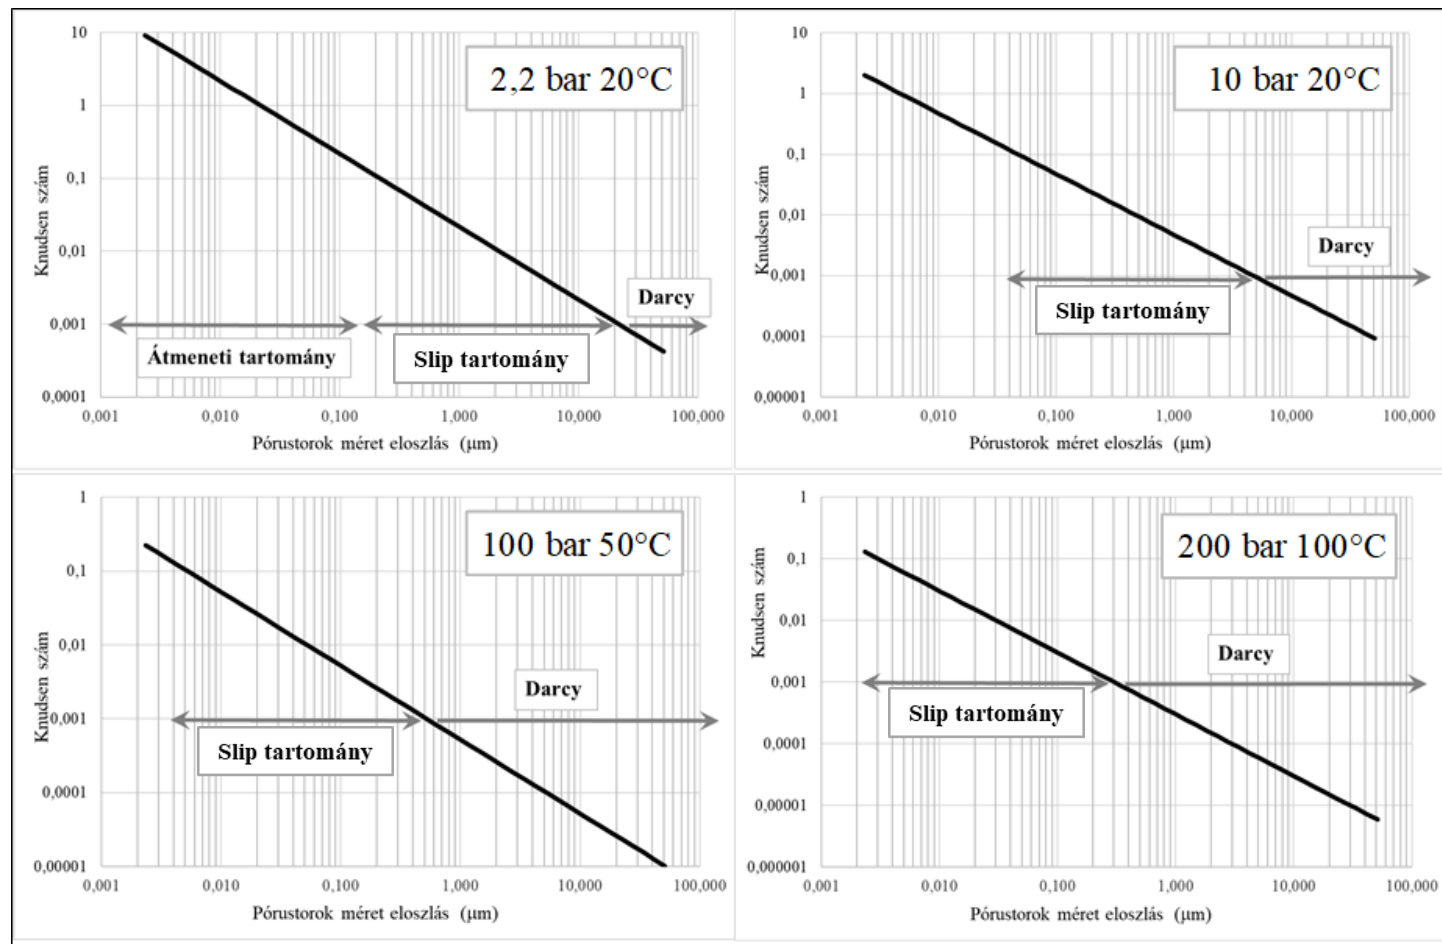 2,2 bar 20°C
10
1
0,1
0,01
0,001
0,0001
Knudsen szám
Darcy
Átmeneti tartomány
Slip tartomány
0,001 0,010 0,100 1,000 10,000 100,000
Pórustorok méret eloszlás (μm)
10 bar 20°C
10
1
0,1
0,01
0,001
0,0001
0,00001
Knudsen szám
Darcy
Slip tartomány
0,001 0,010 0,100 1,000 10,000 100,000
Pórustorok méret eloszlás (μm)
100 bar 50°C
1
0,1
0,01
0,001
0,0001
0,00001
Knudsen szám
Darcy
Slip tartomány
0,001 0,010 0,100 1,000 10,000 100,000
Pórustorok méret eloszlás (μm)
200 bar 100°C
1
0,1
0,01
0,001
0,0001
0,00001
0,000001
Knudsen szám
Darcy
Slip tartomány
0,001 0,010 0,100 1,000 10,000 100,000
Pórustorok méret eloszlás (μm)